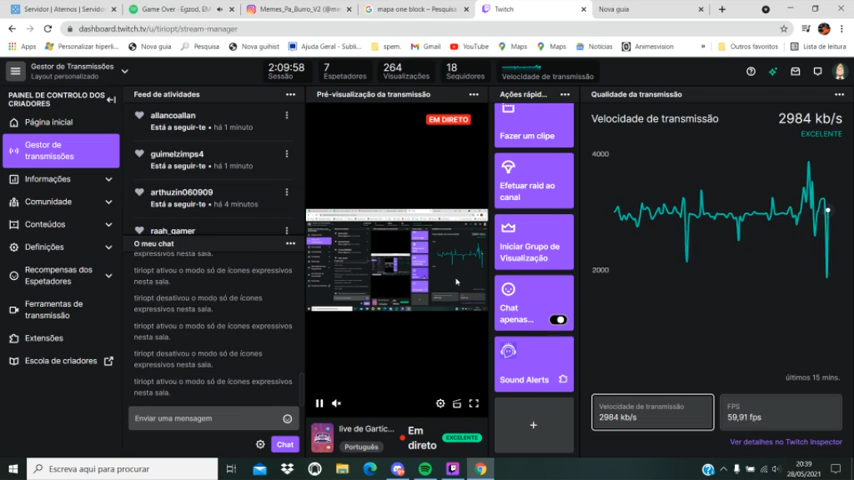 Servidor | Aternos | Servidor
Game Over - Egzod, EM
Memes_Pa_Burro_V2 (@me
mapa one block - Pesquisa
Twitch
Nova guia
dashboard.twitch.tv/u/tiriopt/stream-manager
Apps
Personalizar hiperli...
Nova guia
Pesquisa
Nova guihist
Ajuda Geral - Subli...
spem.
Gmail
YouTube
Maps
Notícias
Animesvision
Outros favoritos
Lista de leitura
Gestor de Transmissões
Layout personalizado
2:09:58
Sessão
7
Espetadores
264
Visualizações
18
Seguidores
Velocidade de transmissão
PAINEL DE CONTROLO DOS CRIADORES
Página inicial
Gestor de
transmissões
Informações
Comunidade
Conteúdos
Definições
Recompensas dos
Espetadores
Ferramentas de
transmissão
Extensões
Escola de criadores
Feed de atividades
allancoallan
Está a seguir-te • há 1 minuto
guimelzimps4
Está a seguir-te • há 1 minuto
arthuzin060909
Está a seguir-te • há 4 minutos
raah_gamer
O meu chat
expressivos nesta sala.
tiriopt ativou o modo só de ícones expressivos
nesta sala.
tiriopt desativou o modo só de ícones
expressivos nesta sala.
tiriopt ativou o modo só de ícones expressivos
nesta sala.
tiriopt desativou o modo só de ícones
expressivos nesta sala.
tiriopt ativou o modo só de ícones expressivos
nesta sala.
Enviar uma mensagem
Chat
Pré-visualização da transmissão
EM DIRETO
live de Gartic...
Português
Em
direto
EXCELENTE
Ações rápid...
Fazer um clipe
Efetuar raid ao
canal
Iniciar Grupo de
Visualização
Chat
apenas...
Sound Alerts
Qualidade da transmissão
Velocidade de transmissão
2984 kb/s
EXCELENTE
4000
2000
últimos 15 mins.
Velocidade de transmissão
2984 kb/s
FPS
59,91 fps
Ver detalhes no Twitch Inspector
Escreva aqui para procurar
20:39
28/05/2021